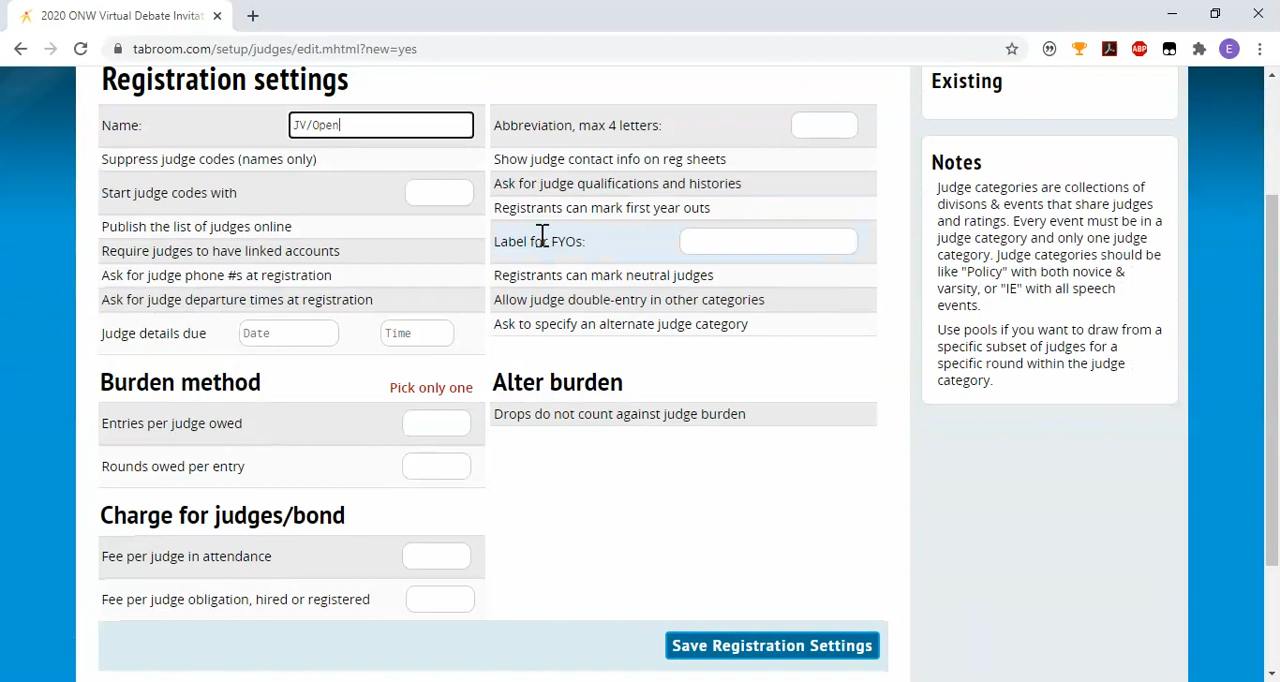 2020 ONW Virtual Debate Invitat
tabroom.com/setup/judges/edit.mhtml?new=yes
ABP
E
Registration settings
Name:
JV/Open
Suppress judge codes (names only)
Start judge codes with
Publish the list of judges online
Require judges to have linked accounts
Ask for judge phone #s at registration
Ask for judge departure times at registration
Judge details due
Date
Time
Abbreviation, max 4 letters:
Show judge contact info on reg sheets
Ask for judge qualifications and histories
Registrants can mark first year outs
Label for FYOs:
Registrants can mark neutral judges
Allow judge double-entry in other categories
Ask to specify an alternate judge category
Burden method
Pick only one
Entries per judge owed
Rounds owed per entry
Alter burden
Drops do not count against judge burden
Charge for judges/bond
Fee per judge in attendance
Fee per judge obligation, hired or registered
Save Registration Settings
Existing
Notes
Judge categories are collections of
divisons & events that share judges
and ratings. Every event must be in a
judge category and only one judge
category. Judge categories should be
like "Policy" with both novice &
varsity, or "IE" with all speech
events.
Use pools if you want to draw from a
specific subset of judges for a
specific round within the judge
category.